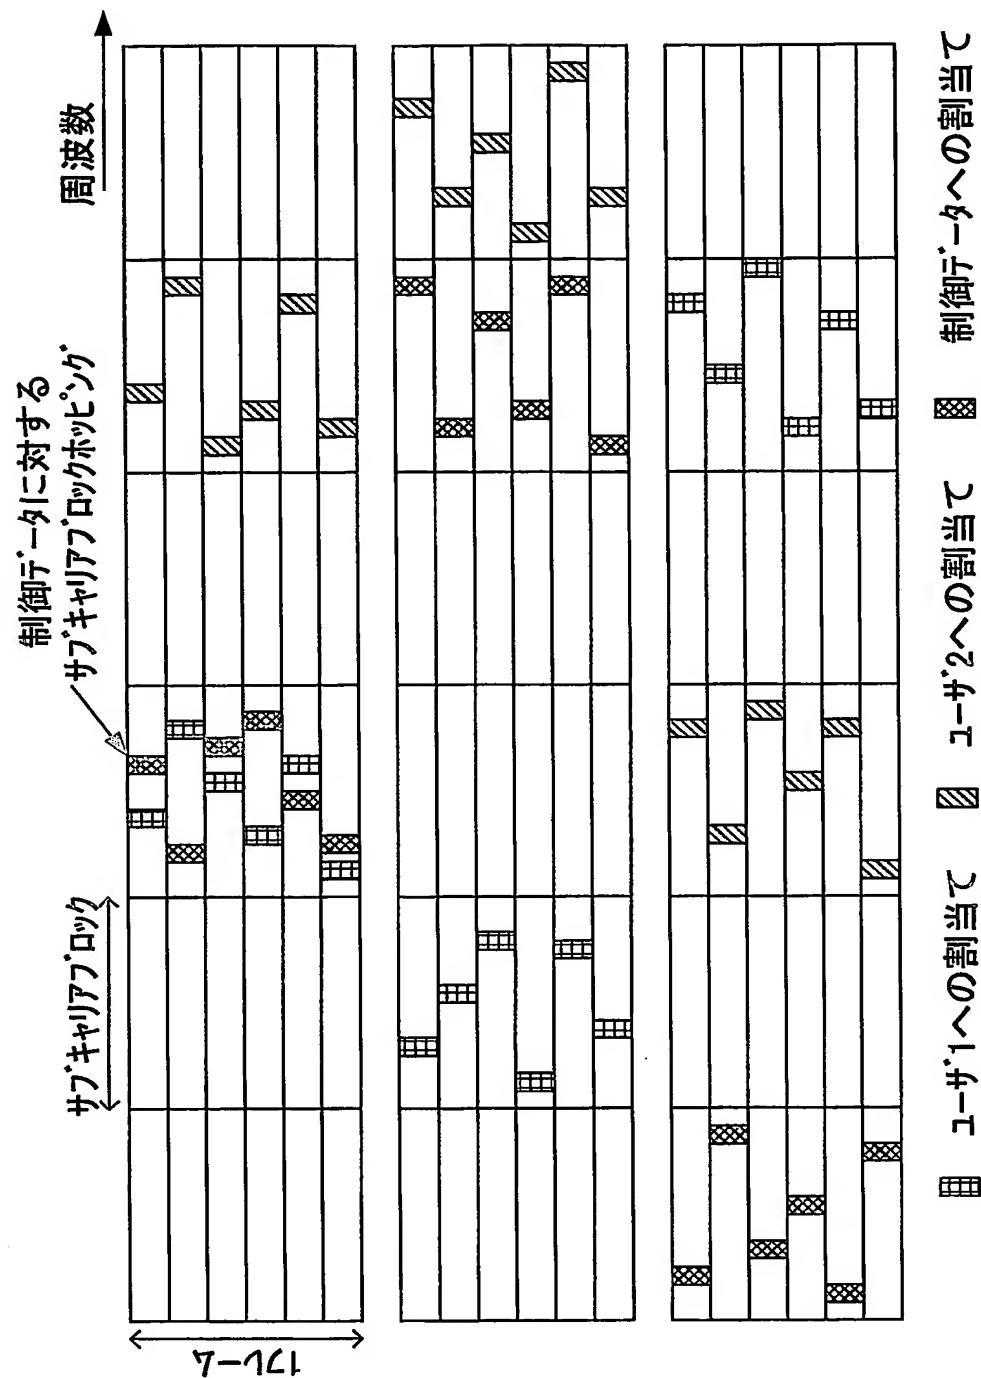 周波数
制御データに対する
サブキャリアブロックホッピング
サブキャリアブロック
1フレーム
ユーザ1への割当て
ユーザ2への割当て
制御データへの割当て